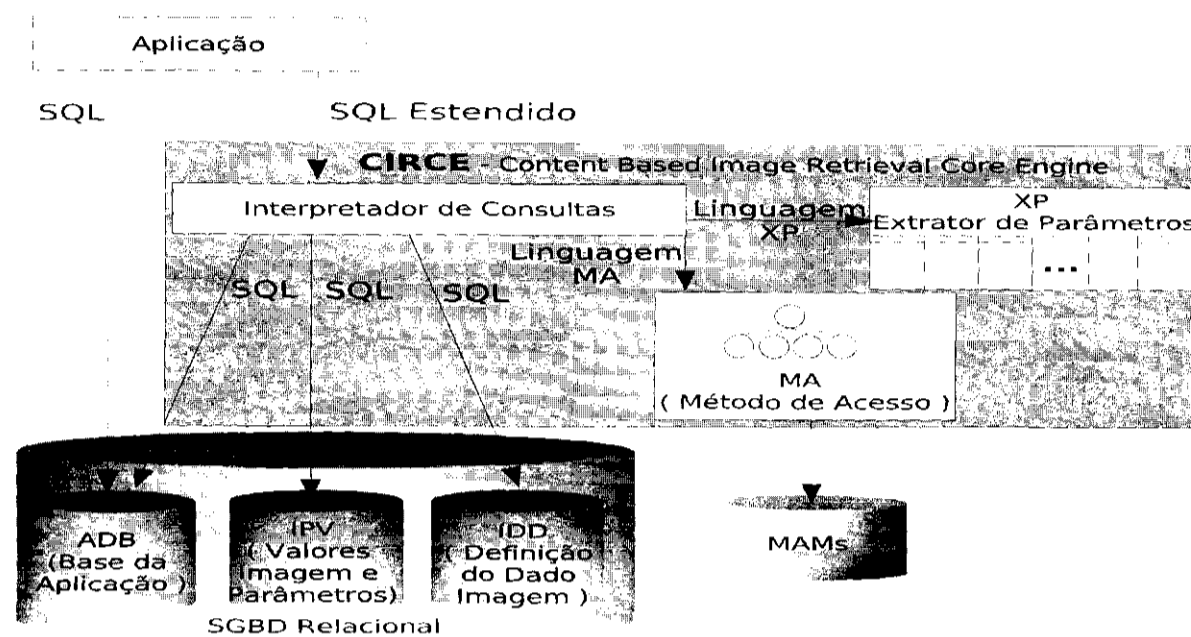 Aplicação
SQL
SQL Estendido
CIRCE - Content Based Image Retrieval Core Engine
Interpretador de Consultas
Linguagem
XP
XP
Extrator de Parâmetros
...
Linguagem
MA
SQL
SQL
SQL
MA
( Método de Acesso )
ADB
(Base da
Aplicação )
IPV
( Valores
Imagem e
Parâmetros)
IDD
( Definição
do Dado
Imagem )
MAMs
SGBD Relacional